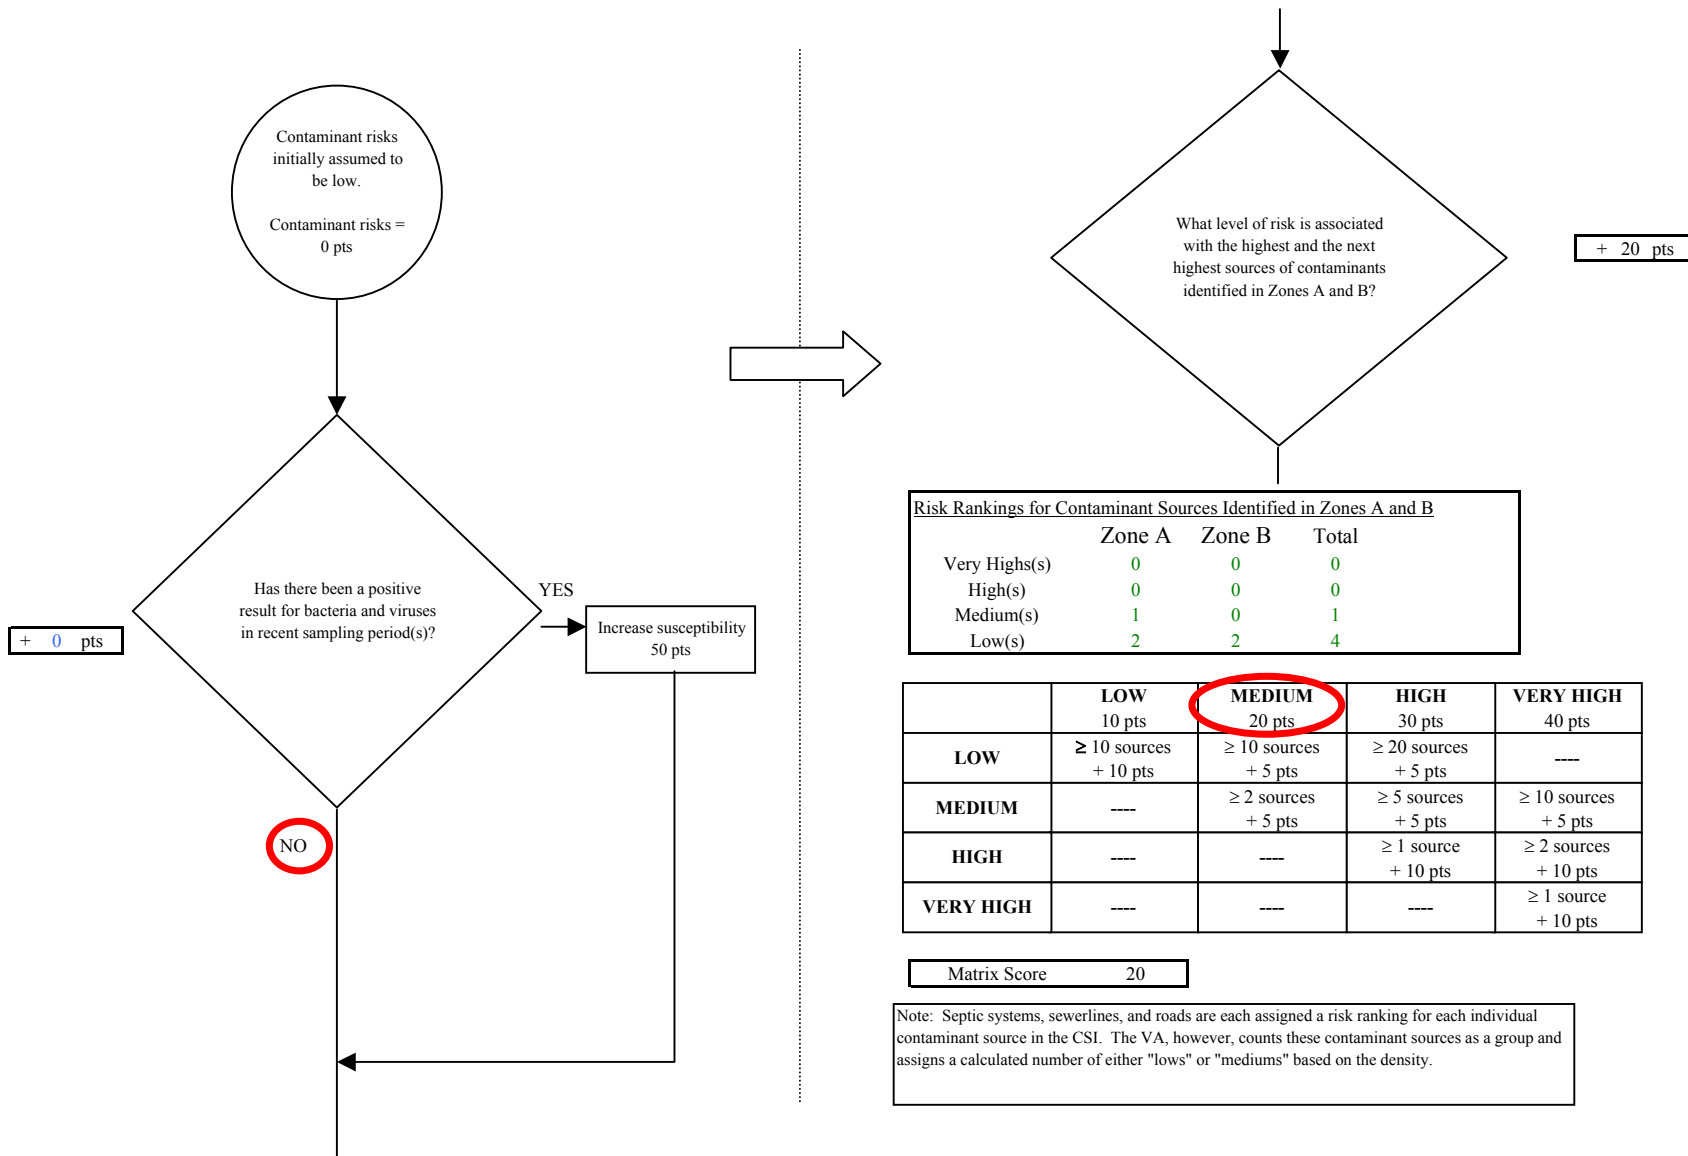 Contaminant risks
initially assumed to
be low.
Contaminant risks =
0 pts
Has there been a positive
result for bacteria and viruses
in recent sampling period(s)?
+ 0 pts
YES
Increase susceptibility
50 pts
NO
What level of risk is associated
with the highest and the next
highest sources of contaminants
identified in Zones A and B?
+ 20 pts
Risk Rankings for Contaminant Sources Identified in Zones A and B
Zone A Zone B Total
Very Highs(s) 0 0 0
High(s) 0 0 0
Medium(s) 1 0 1
Low(s) 2 2 4
LOW MEDIUM HIGH VERY HIGH
10 pts 20 pts 30 pts 40 pts
LOW ≥ 10 sources ≥ 10 sources ≥ 20 sources ----
+ 10 pts + 5 pts + 5 pts
MEDIUM ---- ≥ 2 sources ≥ 5 sources ≥ 10 sources
+ 5 pts + 5 pts + 5 pts
HIGH ---- ---- ≥ 1 source ≥ 2 sources
+ 10 pts + 10 pts
VERY HIGH ---- ---- ---- ≥ 1 source
+ 10 pts
Matrix Score 20
Note: Septic systems, sewerlines, and roads are each assigned a risk ranking for each individual
contaminant source in the CSI. The VA, however, counts these contaminant sources as a group and
assigns a calculated number of either "lows" or "mediums" based on the density.